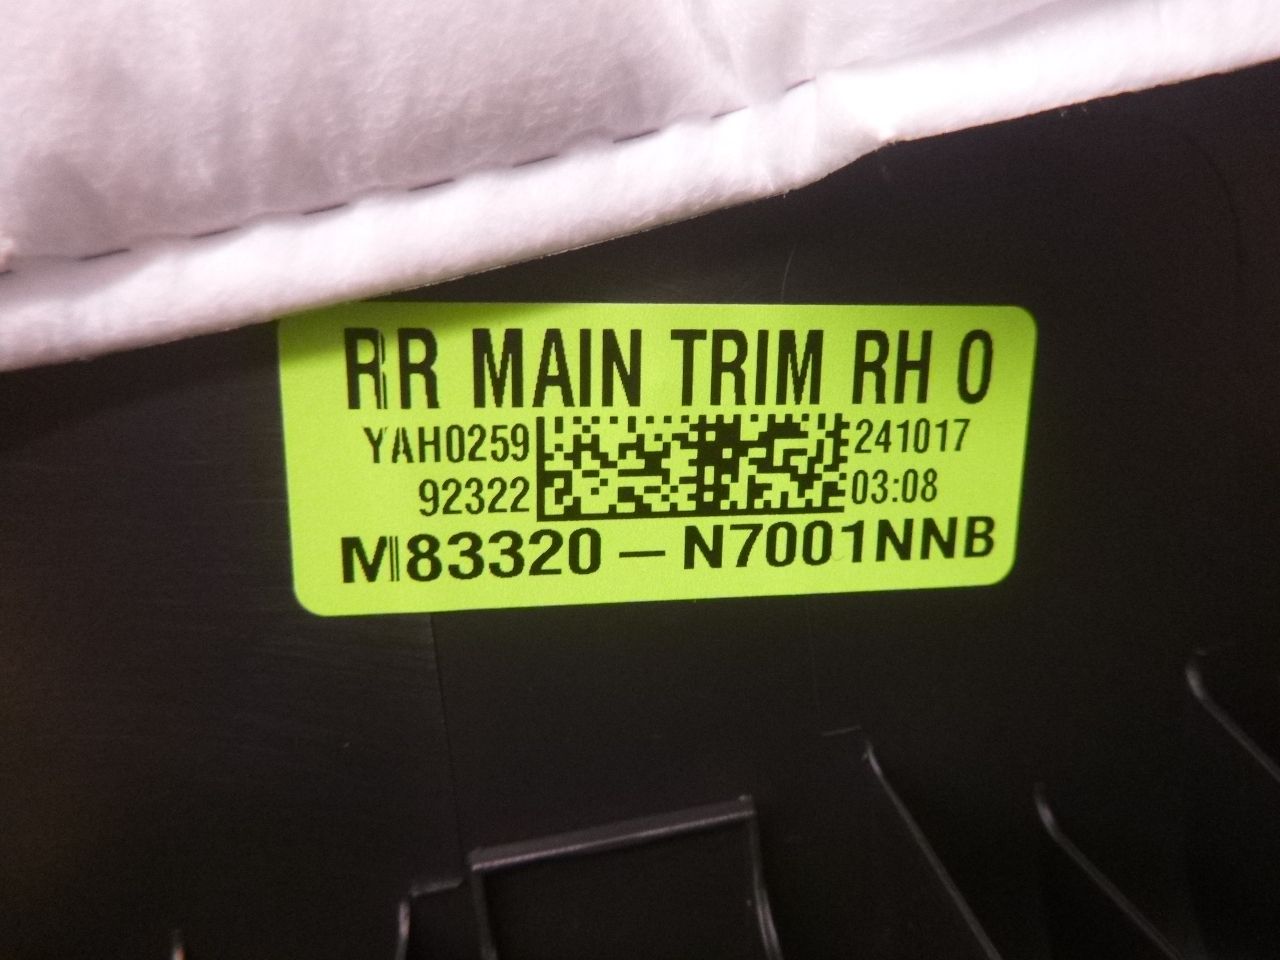 RR MAIN TRIM RH 0
YAH0259 241017
92322 03:08
M83320-N7001NNB